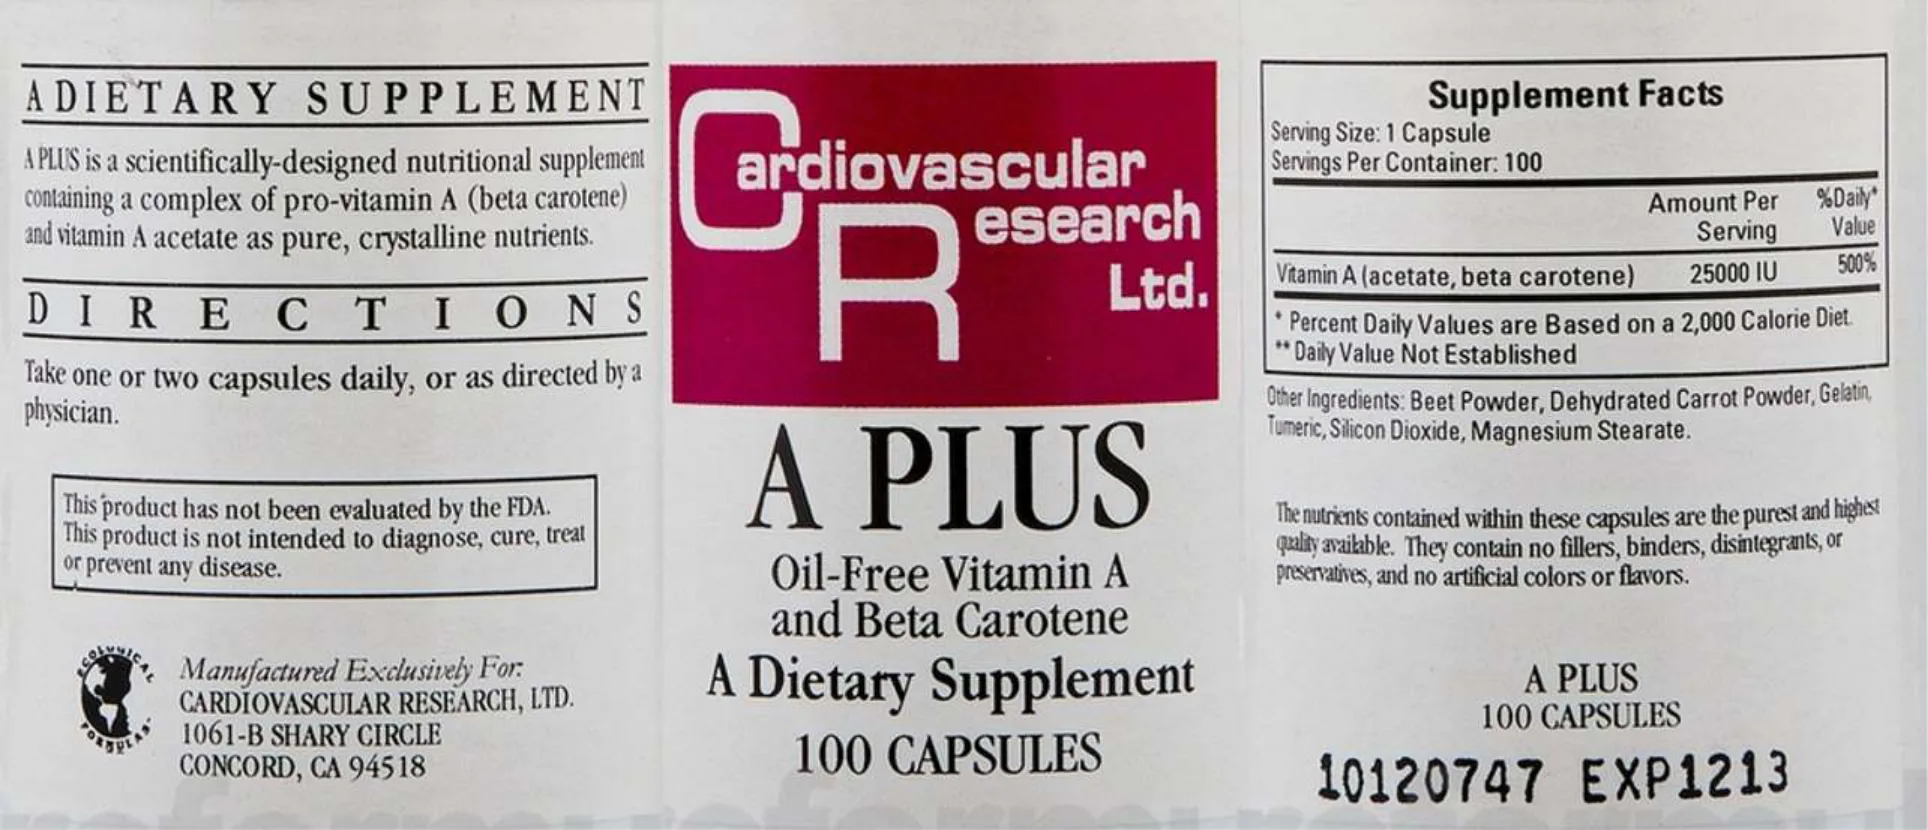 A DIETARY SUPPLEMENT
A PLUS is a scientifically-designed nutritional supplement
containing a complex of pro-vitamin A (beta carotene)
and vitamin A acetate as pure, crystalline nutrients.
DIRECTIONS
Take one or two capsules daily, or as directed by a
physician.
This product has not been evaluated by the FDA.
This product is not intended to diagnose, cure, treat
or prevent any disease.
ECOLOGICAL
FORMULAS
Manufactured Exclusively For:
CARDIOVASCULAR RESEARCH, LTD.
1061-B SHARY CIRCLE
CONCORD, CA 94518
Cardiovascular
Research
Ltd.
A PLUS
Oil-Free Vitamin A
and Beta Carotene
A Dietary Supplement
100 CAPSULES
Supplement Facts
Serving Size: 1 Capsule
Servings Per Container: 100
Amount Per %Daily*
Serving Value
Vitamin A (acetate, beta carotene) 25000 IU 500%
* Percent Daily Values are Based on a 2,000 Calorie Diet.
** Daily Value Not Established
Other Ingredients: Beet Powder, Dehydrated Carrot Powder, Gelatin,
Tumeric, Silicon Dioxide, Magnesium Stearate.
The nutrients contained within these capsules are the purest and highest
quality available. They contain no fillers, binders, disintegrants, or
preservatives, and no artificial colors or flavors.
A PLUS
100 CAPSULES
10120747 EXP1213